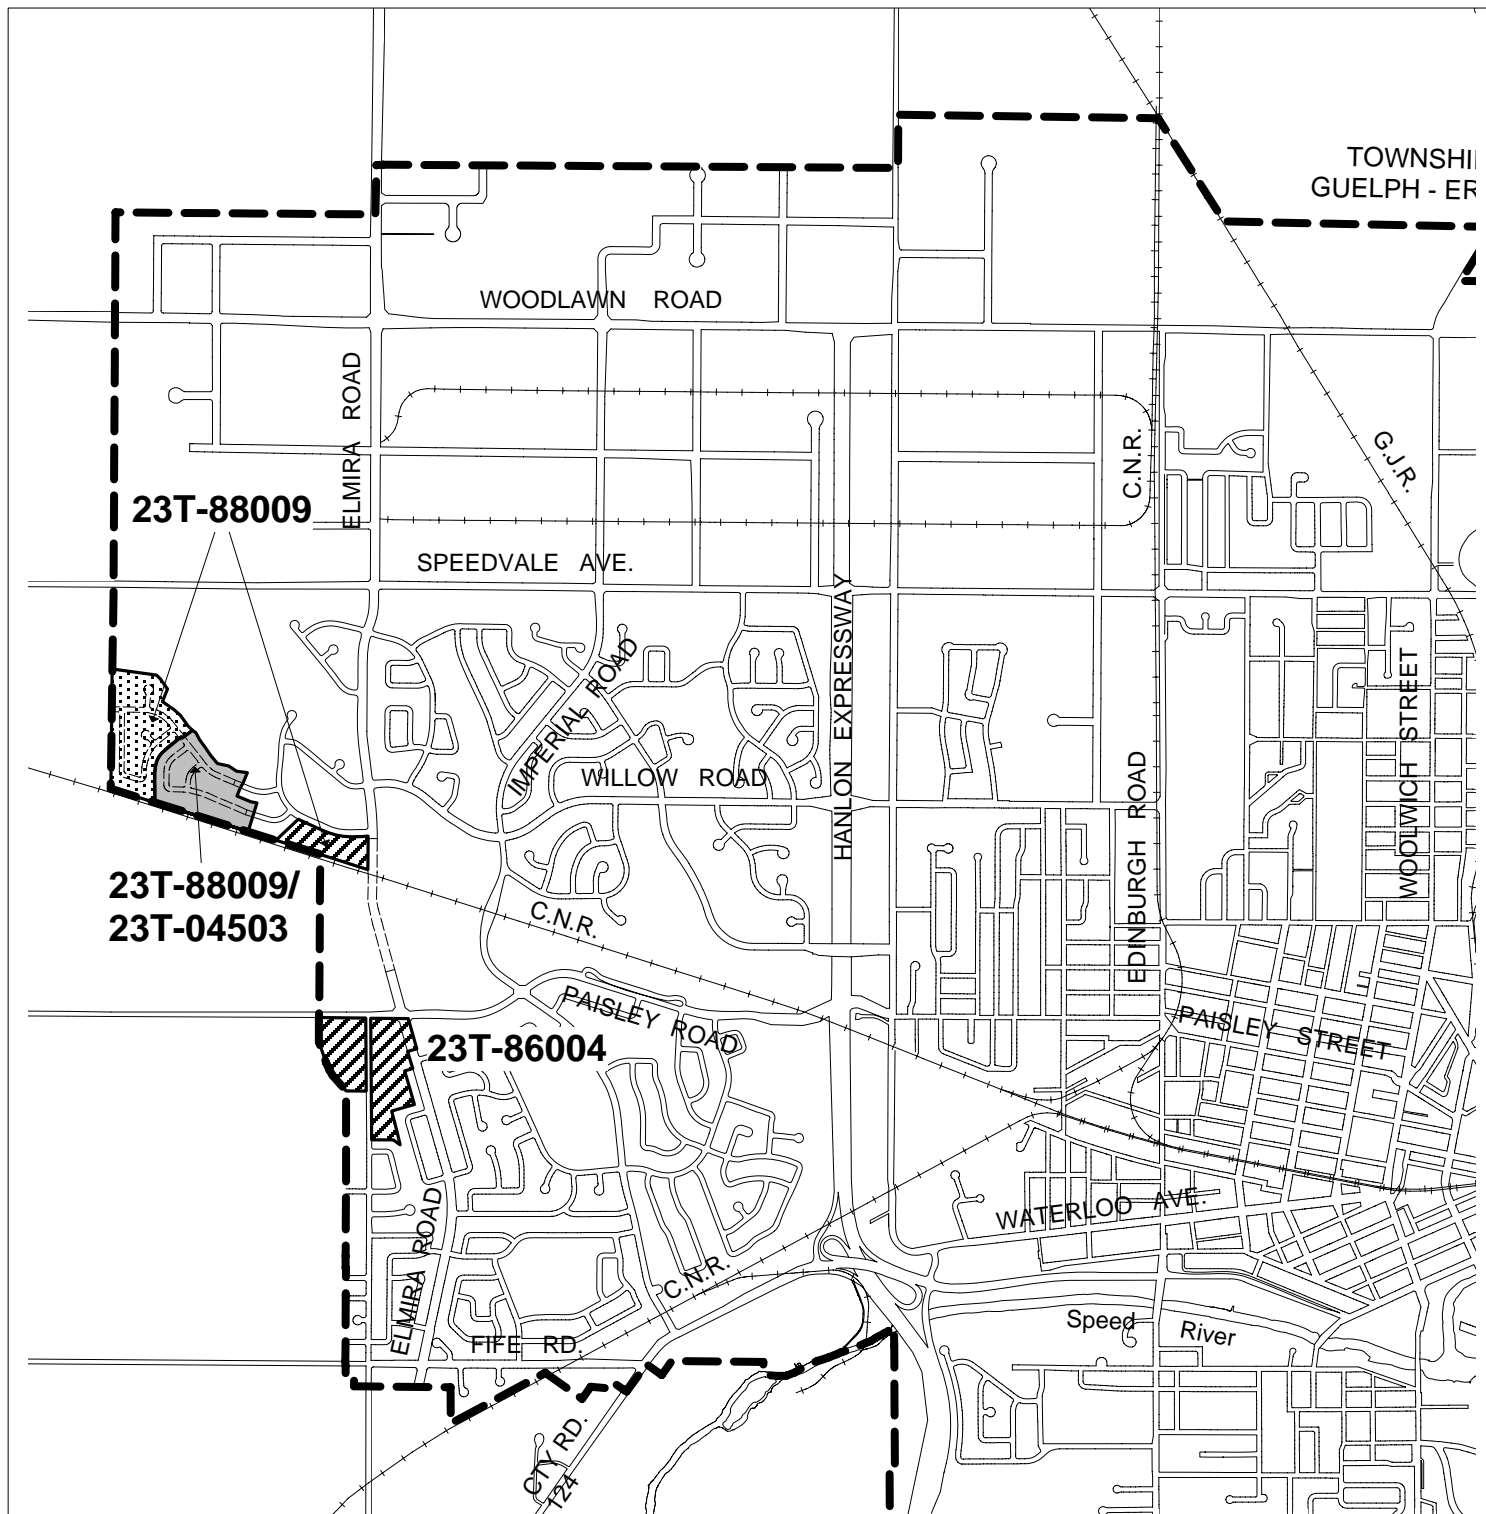 TOWNSHI
GUELPH - ER
WOODLAWN ROAD
ELMIRA ROAD
C.N.R.
G.J.R.
23T-88009
SPEEDVALE AVE.
HANLON EXPRESSWAY
IMPERIAL ROAD
WILLOW ROAD
EDINBURGH ROAD
WOOLWICH STREET
23T-88009/
23T-04503
C.N.R.
PAISLEY ROAD
PAISLEY STREET
23T-86004
WATERLOO AVE.
ELMIRA ROAD
C.N.R.
FIFE RD.
Speed River
CTY RD.
124